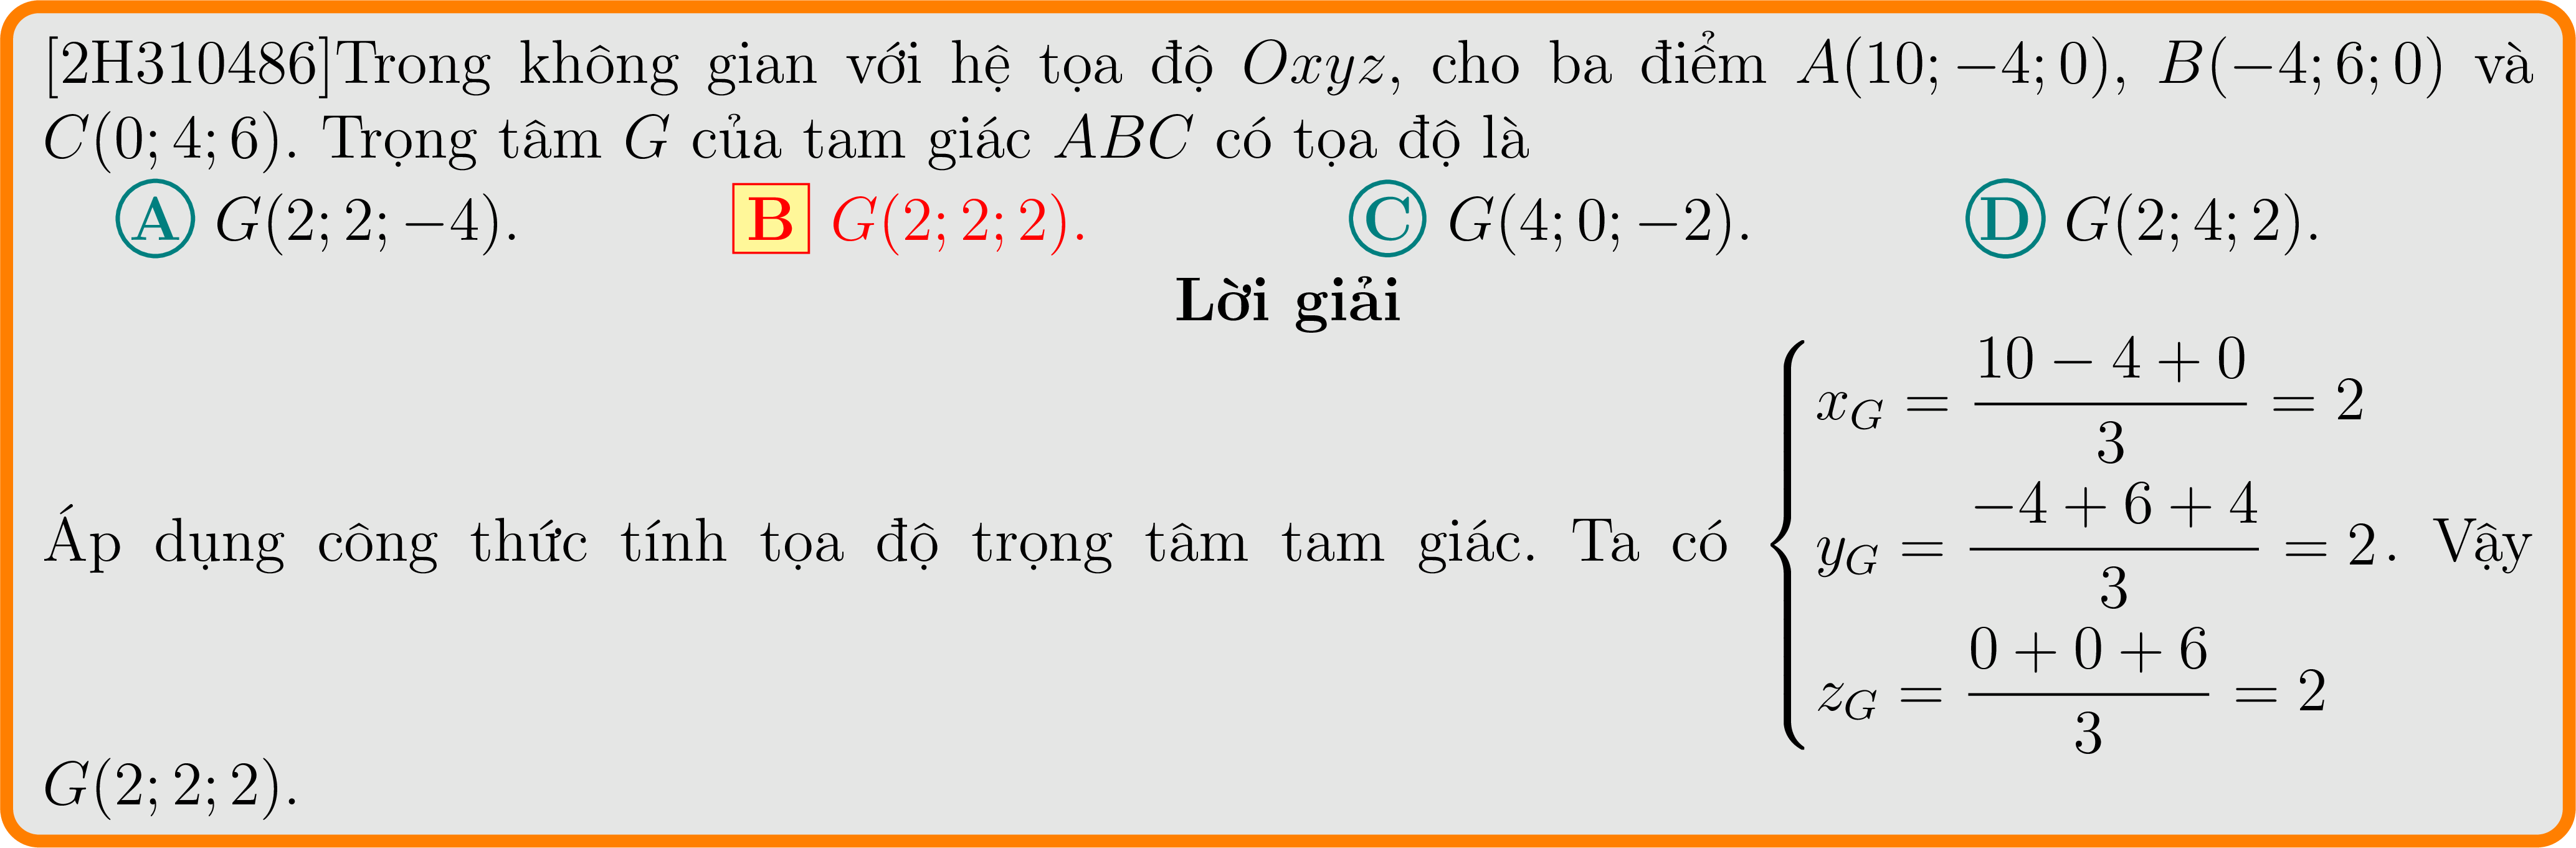 [2H310486]Trong không gian với hệ tọa độ Oxyz, cho ba điểm A(10; −4; 0), B(−4; 6; 0) và
C(0; 4; 6). Trọng tâm G của tam giác ABC có tọa độ là
A G(2; 2; −4). B G(2; 2; 2). C G(4; 0; −2). D G(2; 4; 2).
Lời giải
Áp dụng công thức tính tọa độ trọng tâm tam giác. Ta có { x_G = \frac{10 − 4 + 0}{3} = 2
y_G = \frac{−4 + 6 + 4}{3} = 2 . Vậy
z_G = \frac{0 + 0 + 6}{3} = 2
G(2; 2; 2).